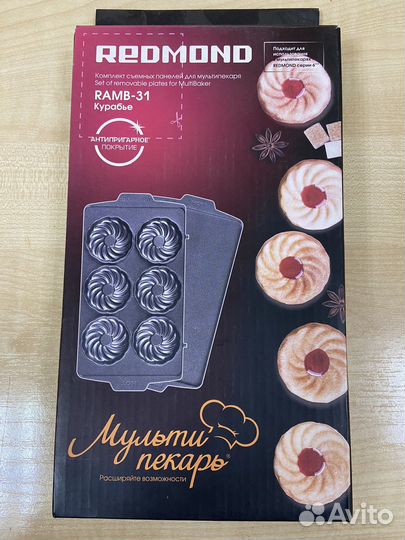 REDMOND
Подходит для
использования
с мультипекарями
REDMOND серии 6
Комплект съемных панелей для мультипекаря
Set of removable plates for MultiBaker
RAMB-31
Курабье
"АНТИПРИГАРНОЕ"
ПОКРЫТИЕ
Мульти
пекарь®
Расширяйте возможности
Avito